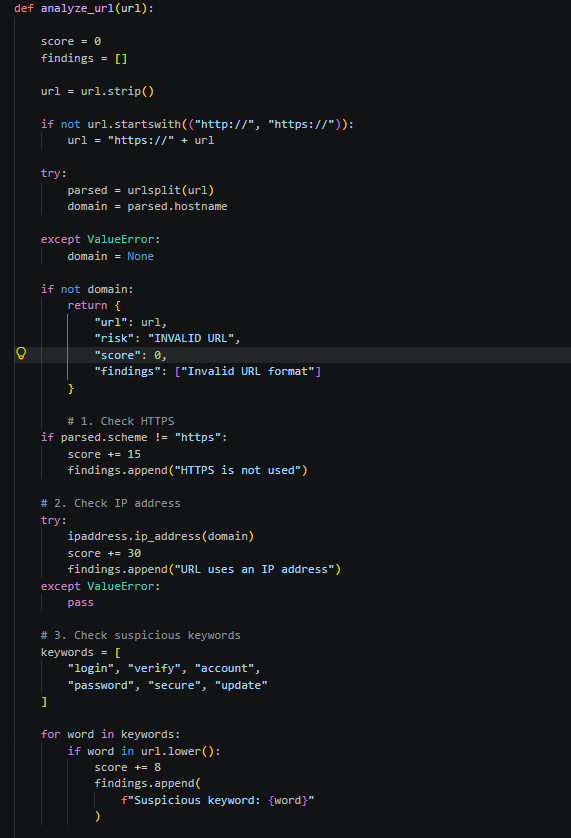 def analyze_url(url):
score = 0
findings = []
url = url.strip()
if not url.startswith(("http://", "https://")):
url = "https://" + url
try:
parsed = urlsplit(url)
domain = parsed.hostname
except ValueError:
domain = None
if not domain:
return {
"url": url,
"risk": "INVALID URL",
"score": 0,
"findings": ["Invalid URL format"]
}
# 1. Check HTTPS
if parsed.scheme != "https":
score += 15
findings.append("HTTPS is not used")
# 2. Check IP address
try:
ipaddress.ip_address(domain)
score += 30
findings.append("URL uses an IP address")
except ValueError:
pass
# 3. Check suspicious keywords
keywords = [
"login", "verify", "account",
"password", "secure", "update"
]
for word in keywords:
if word in url.lower():
score += 8
findings.append(
f"Suspicious keyword: {word}"
)